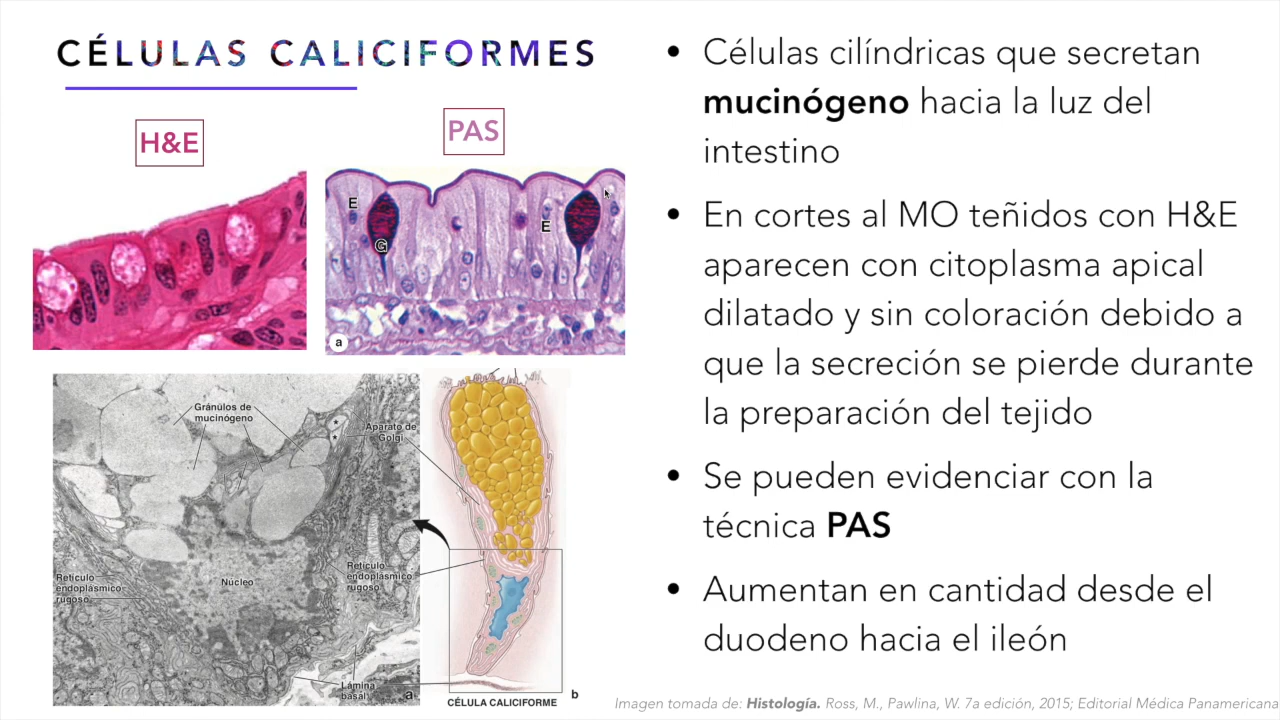 CÉLULAS CALICIFORMES
H&E
PAS
E
G
E
a
Gránulos de
mucinógeno
*
*
Aparato de
Golgi
Retículo
endoplásmico
rugoso
Núcleo
Retículo
endoplásmico
rugoso
Lámina
basal
a
CÉLULA CALICIFORME
b
• Células cilíndricas que secretan
mucinógeno hacia la luz del
intestino
• En cortes al MO teñidos con H&E
aparecen con citoplasma apical
dilatado y sin coloración debido a
que la secreción se pierde durante
la preparación del tejido
• Se pueden evidenciar con la
técnica PAS
• Aumentan en cantidad desde el
duodeno hacia el ileón
Imagen tomada de: Histología. Ross, M., Pawlina, W. 7a edición, 2015; Editorial Médica Panamericana